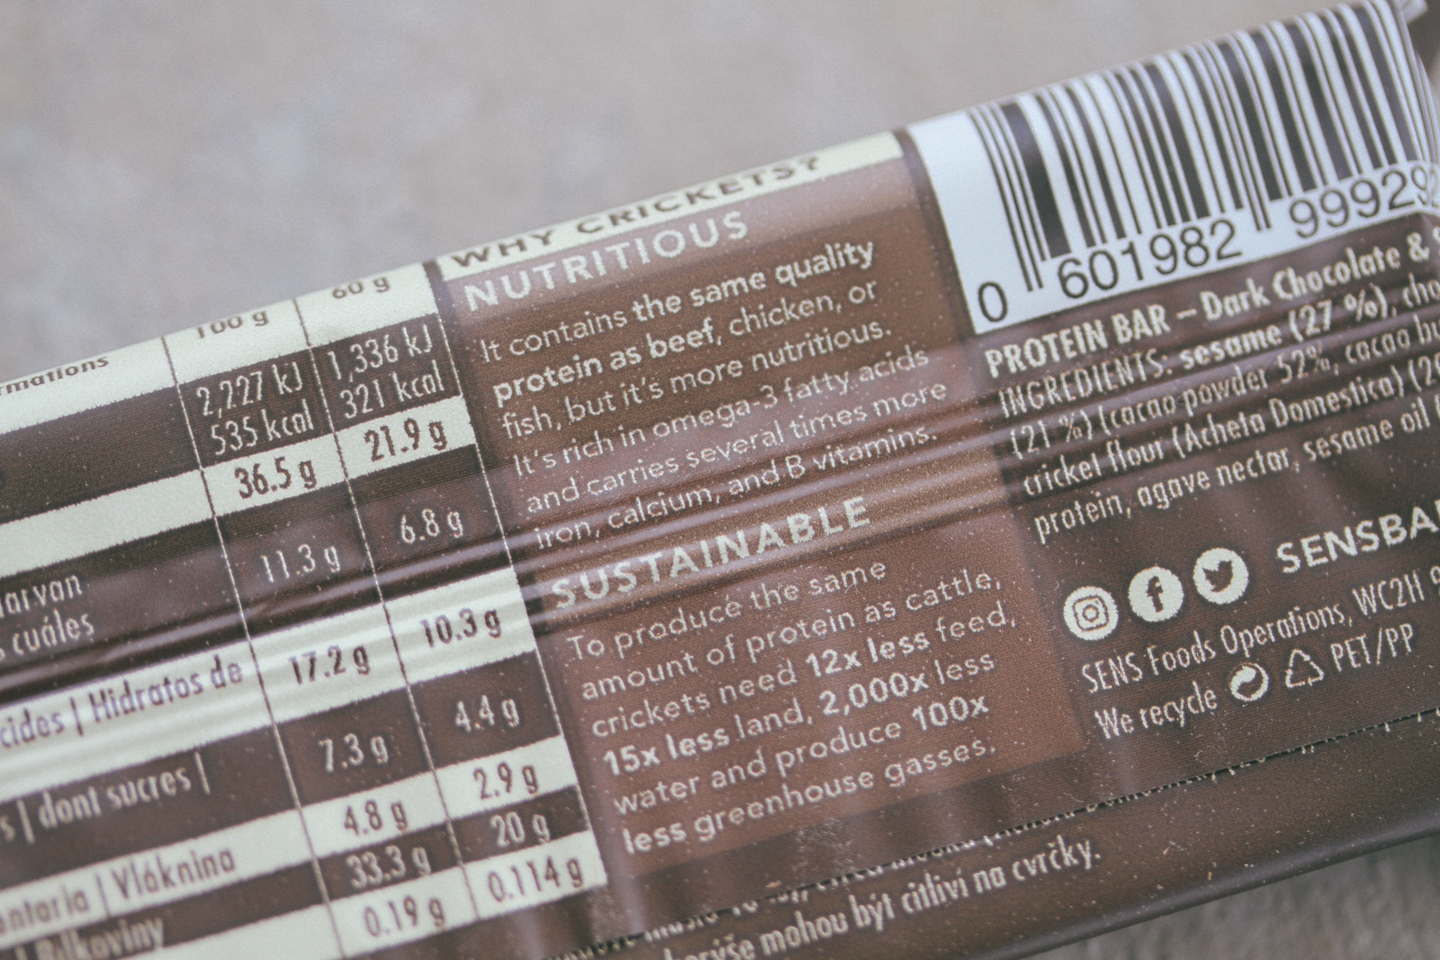 100 g 60 g
2,227 kJ 1,336 kJ
535 kcal 321 kcal
36.5 g 21.9 g
11.3 g 6.8 g
cuáles
| Hidratos de 17.2 g 10.3 g
| dont sucres | 7.3 g 4.4 g
| Vláknina 4.8 g 2.9 g
Bílkoviny 33.3 g 20 g
0.19 g 0.114 g
WHY CRICKETS?
NUTRITIOUS
It contains the same quality
protein as beef, chicken, or
fish, but it's more nutritious.
It's rich in omega-3 fatty acids
and carries several times more
iron, calcium, and B vitamins.
SUSTAINABLE
To produce the same
amount of protein as cattle,
crickets need 12x less feed,
15x less land, 2,000x less
water and produce 100x
less greenhouse gasses.
0 601982 99929
PROTEIN BAR – Dark Chocolate &
INGREDIENTS: sesame (27 %),
(21 %) (cacao powder 52%, cacao
cricket flour (Acheta Domestica)
protein, agave nectar, sesame oil
SENSBA
SENS Foods Operations, WC2H
We recycle PET/PP
mohou být citliví na cvrčky.